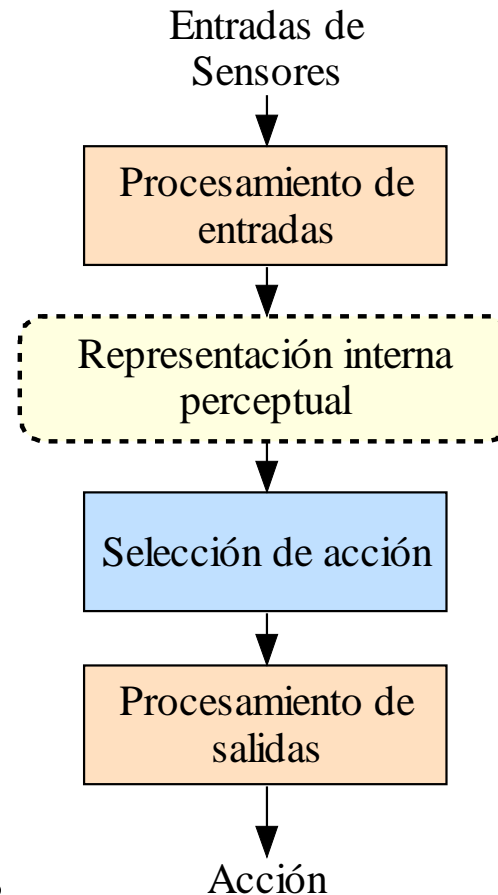 Entradas de
Sensores
Procesamiento de
entradas
Representación interna
perceptual
Selección de acción
Procesamiento de
salidas
Acción